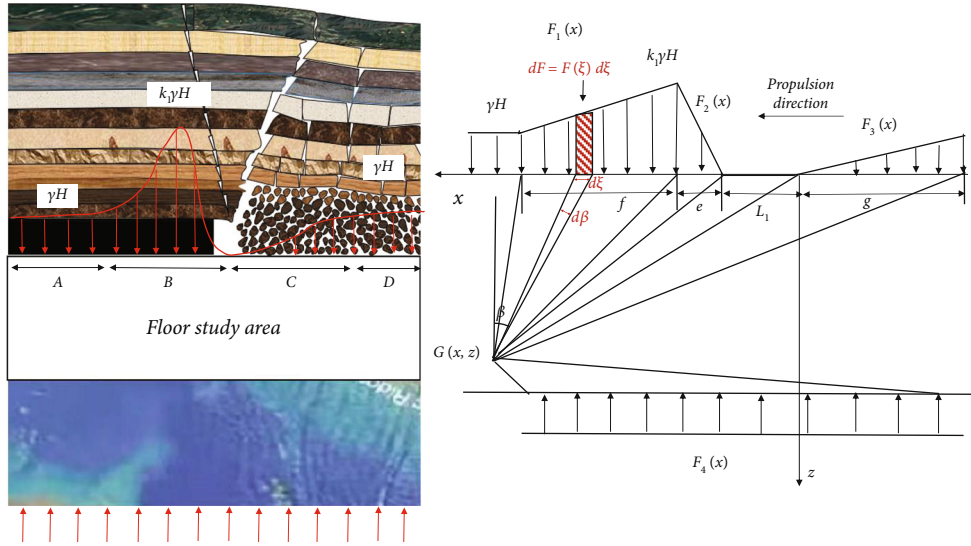 k₁γH
γH
γH
A
B
C
D
Floor study area
F₁ (x)
dF = F (ξ) dξ
k₁γH
γH
F₂ (x)
Propulsion
direction
F₃ (x)
x
dξ
f
e
L₁
g
dβ
β
G (x, z)
F₄ (x)
z